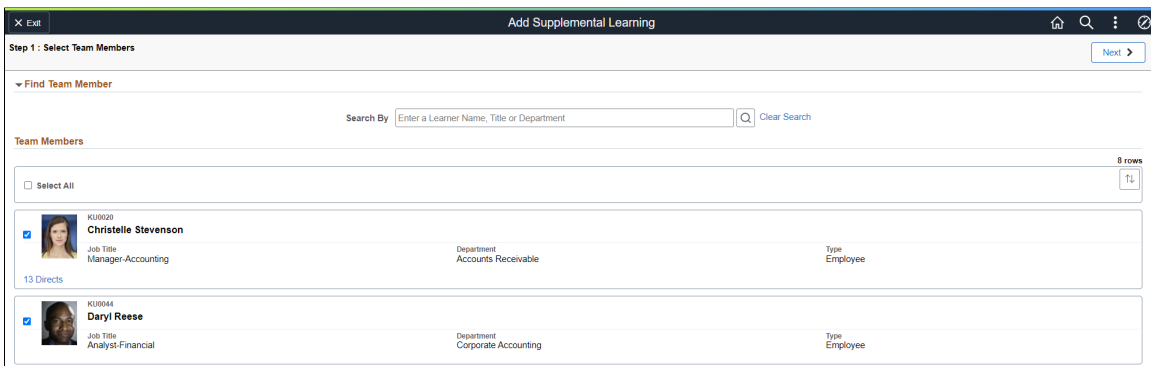 Exit
Add Supplemental Learning
Step 1 : Select Team Members
Next
Find Team Member
Search By Enter a Learner Name, Title or Department Clear Search
Team Members
8 rows
Select All
KU0020
Christelle Stevenson
Job Title Department Type
Manager-Accounting Accounts Receivable Employee
13 Directs
KU0044
Daryl Reese
Job Title Department Type
Analyst-Financial Corporate Accounting Employee